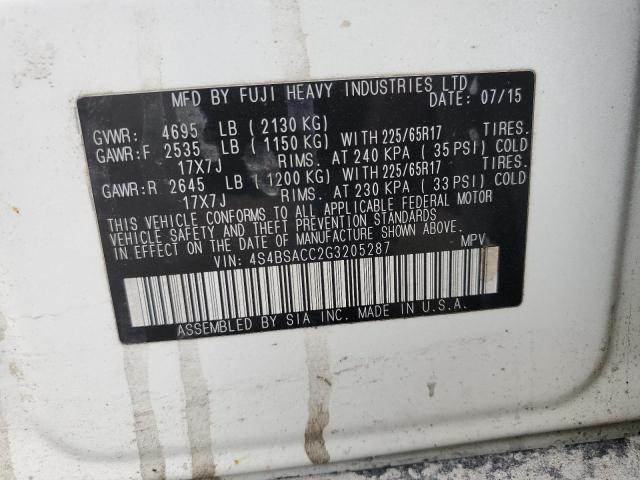 MFD BY FUJI HEAVY INDUSTRIES LTD
DATE: 07/15
GVWR: 4695 LB (2130 KG)
GAWR:F 2535 LB (1150 KG) WITH 225/65R17 TIRES.
17X7J RIMS. AT 240 KPA (35 PSI) COLD
GAWR:R 2645 LB (1200 KG) WITH 225/65R17 TIRES.
17X7J RIMS. AT 230 KPA (33 PSI) COLD
THIS VEHICLE CONFORMS TO ALL APPLICABLE FEDERAL MOTOR
VEHICLE SAFETY AND THEFT PREVENTION STANDARDS
IN EFFECT ON THE DATE OF MANUFACTURE SHOWN ABOVE.
VIN: 4S4BSACC2G3205287 MPV
ASSEMBLED BY SIA INC. MADE IN U.S.A.